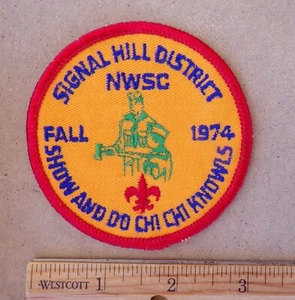 SIGNAL HILL DISTRICT
NWSC
FALL 1974
SHOW AND DO CHI CHI KNOWLS
WESTCOTT 1 2 3